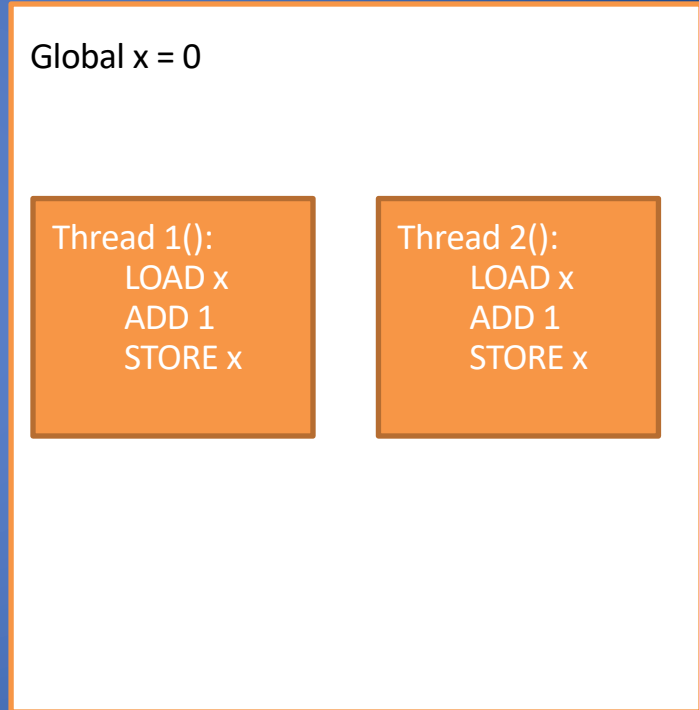 Global x = 0
Thread 1():
LOAD x
ADD 1
STORE x
Thread 2():
LOAD x
ADD 1
STORE x